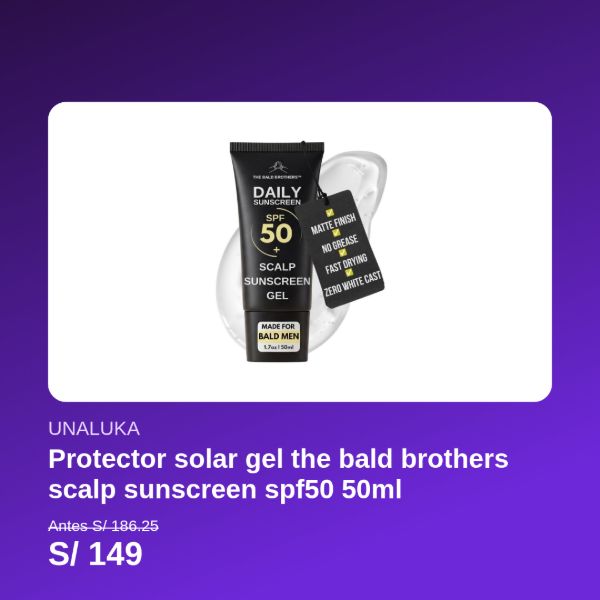 THE BALD BROTHERS™
DAILY
SUNSCREEN
SPF
50
+
SCALP
SUNSCREEN
GEL
MADE FOR
BALD MEN
1.7oz | 50ml
MATTE FINISH
NO GREASE
FAST DRYING
ZERO WHITE CAST
UNALUKA
Protector solar gel the bald brothers
scalp sunscreen spf50 50ml
Antes S/ 186.25
S/ 149